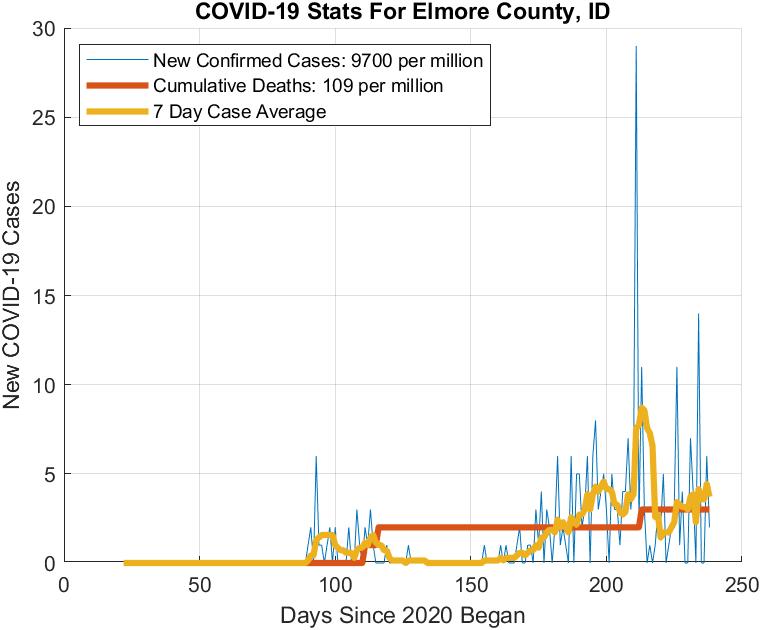 COVID-19 Stats For Elmore County, ID
New Confirmed Cases: 9700 per million
Cumulative Deaths: 109 per million
7 Day Case Average
New COVID-19 Cases
30
25
20
15
10
5
0
0 50 100 150 200 250
Days Since 2020 Began